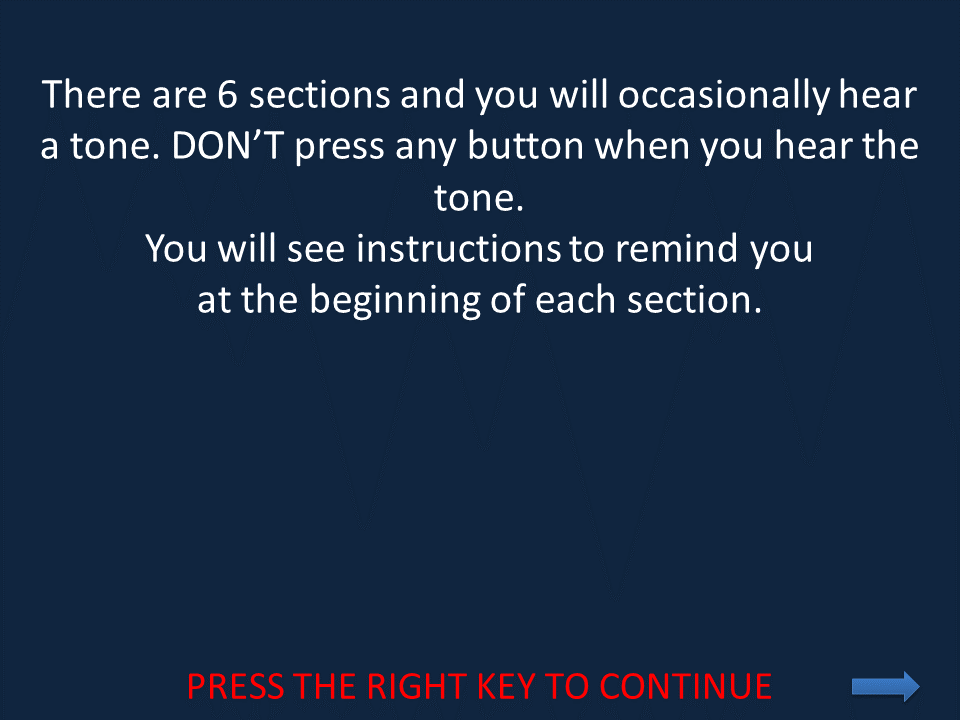 There are 6 sections and you will occasionally hear
a tone. DON’T press any button when you hear the
tone.
You will see instructions to remind you
at the beginning of each section.
PRESS THE RIGHT KEY TO CONTINUE